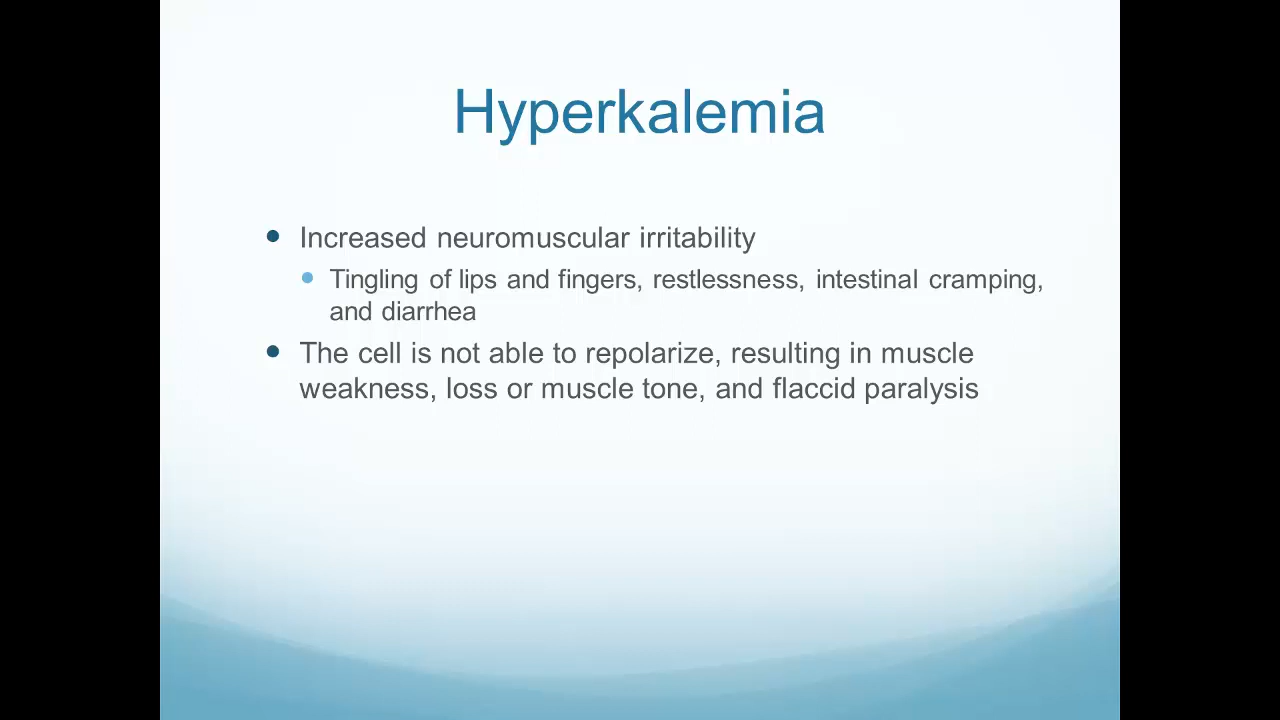 Hyperkalemia
Increased neuromuscular irritability
Tingling of lips and fingers, restlessness, intestinal cramping,
and diarrhea
The cell is not able to repolarize, resulting in muscle
weakness, loss or muscle tone, and flaccid paralysis